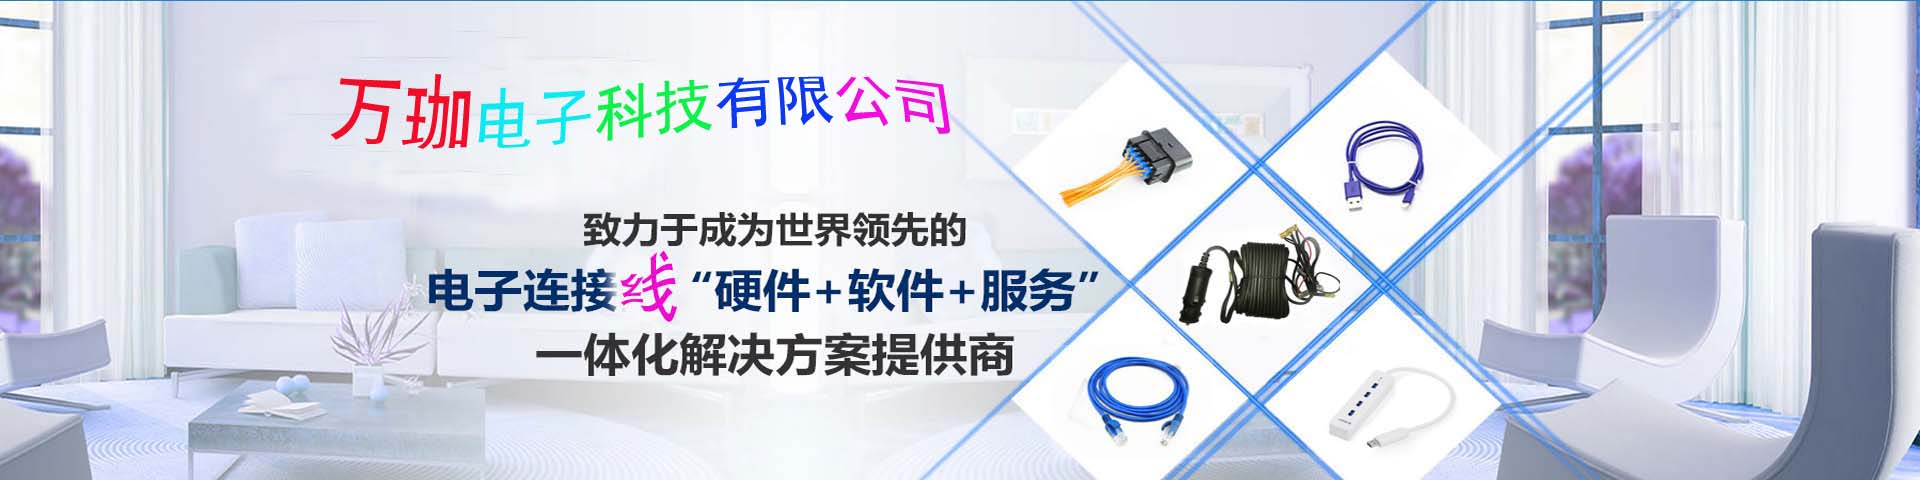 万珈电子科技有限公司
致力于成为世界领先的
电子连接线“硬件+软件+服务”
一体化解决方案提供商